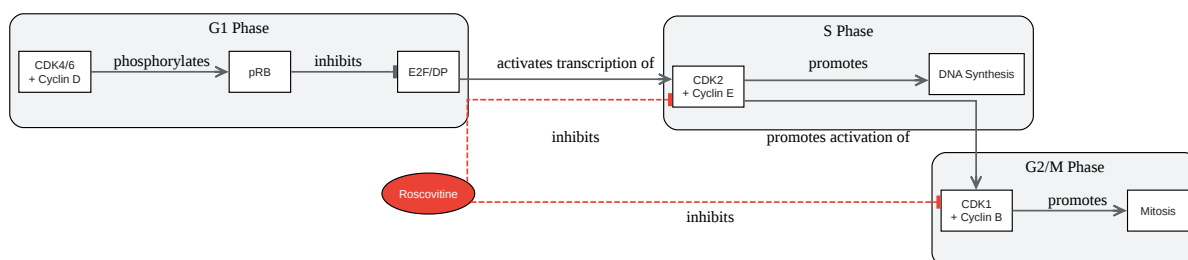 G1 Phase
CDK4/6
+ Cyclin D
phosphorylates
pRB
inhibits
E2F/DP
activates transcription of
S Phase
CDK2
+ Cyclin E
promotes
DNA Synthesis
inhibits
promotes activation of
G2/M Phase
Roscovitine
inhibits
CDK1
+ Cyclin B
promotes
Mitosis